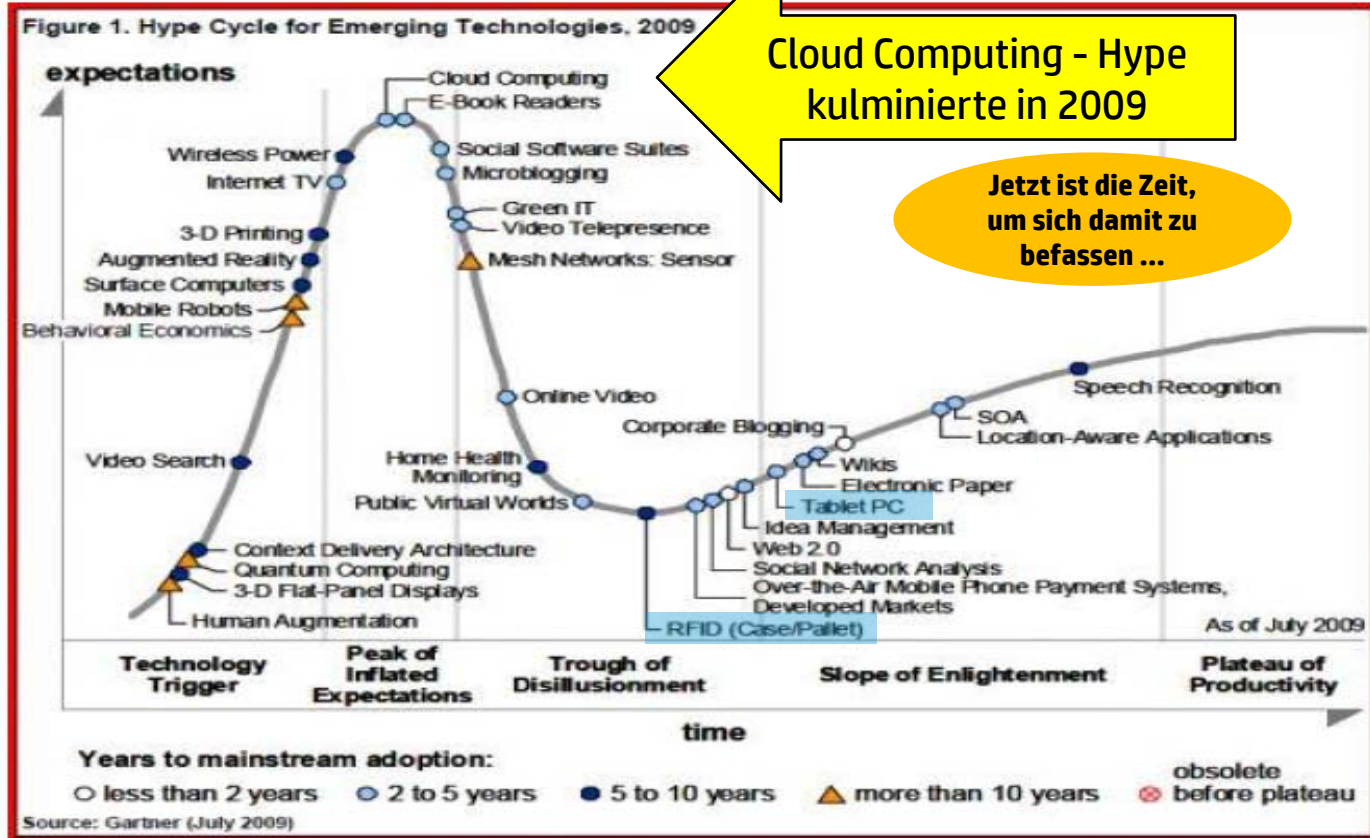 Figure 1. Hype Cycle for Emerging Technologies, 2009
Cloud Computing - Hype
kulminierte in 2009
Jetzt ist die Zeit,
um sich damit zu
befassen ...
expectations
Cloud Computing
E-Book Readers
Wireless Power
Social Software Suites
Internet TV
Microblogging
Green IT
3-D Printing
Video Telepresence
Augmented Reality
Mesh Networks: Sensor
Surface Computers
Mobile Robots
Behavioral Economics
Online Video
Speech Recognition
Corporate Blogging
SOA
Location-Aware Applications
Video Search
Home Health
Monitoring
Wikis
Electronic Paper
Public Virtual Worlds
Tablet PC
Idea Management
Web 2.0
Context Delivery Architecture
Quantum Computing
Social Network Analysis
3-D Flat-Panel Displays
Over-the-Air Mobile Phone Payment Systems,
Developed Markets
Human Augmentation
RFID (Case/Pallet)
As of July 2009
Technology
Trigger
Peak of
Inflated
Expectations
Trough of
Disillusionment
Slope of Enlightenment
Plateau of
Productivity
time
Years to mainstream adoption:
less than 2 years
2 to 5 years
5 to 10 years
more than 10 years
obsolete
before plateau
Source: Gartner (July 2009)